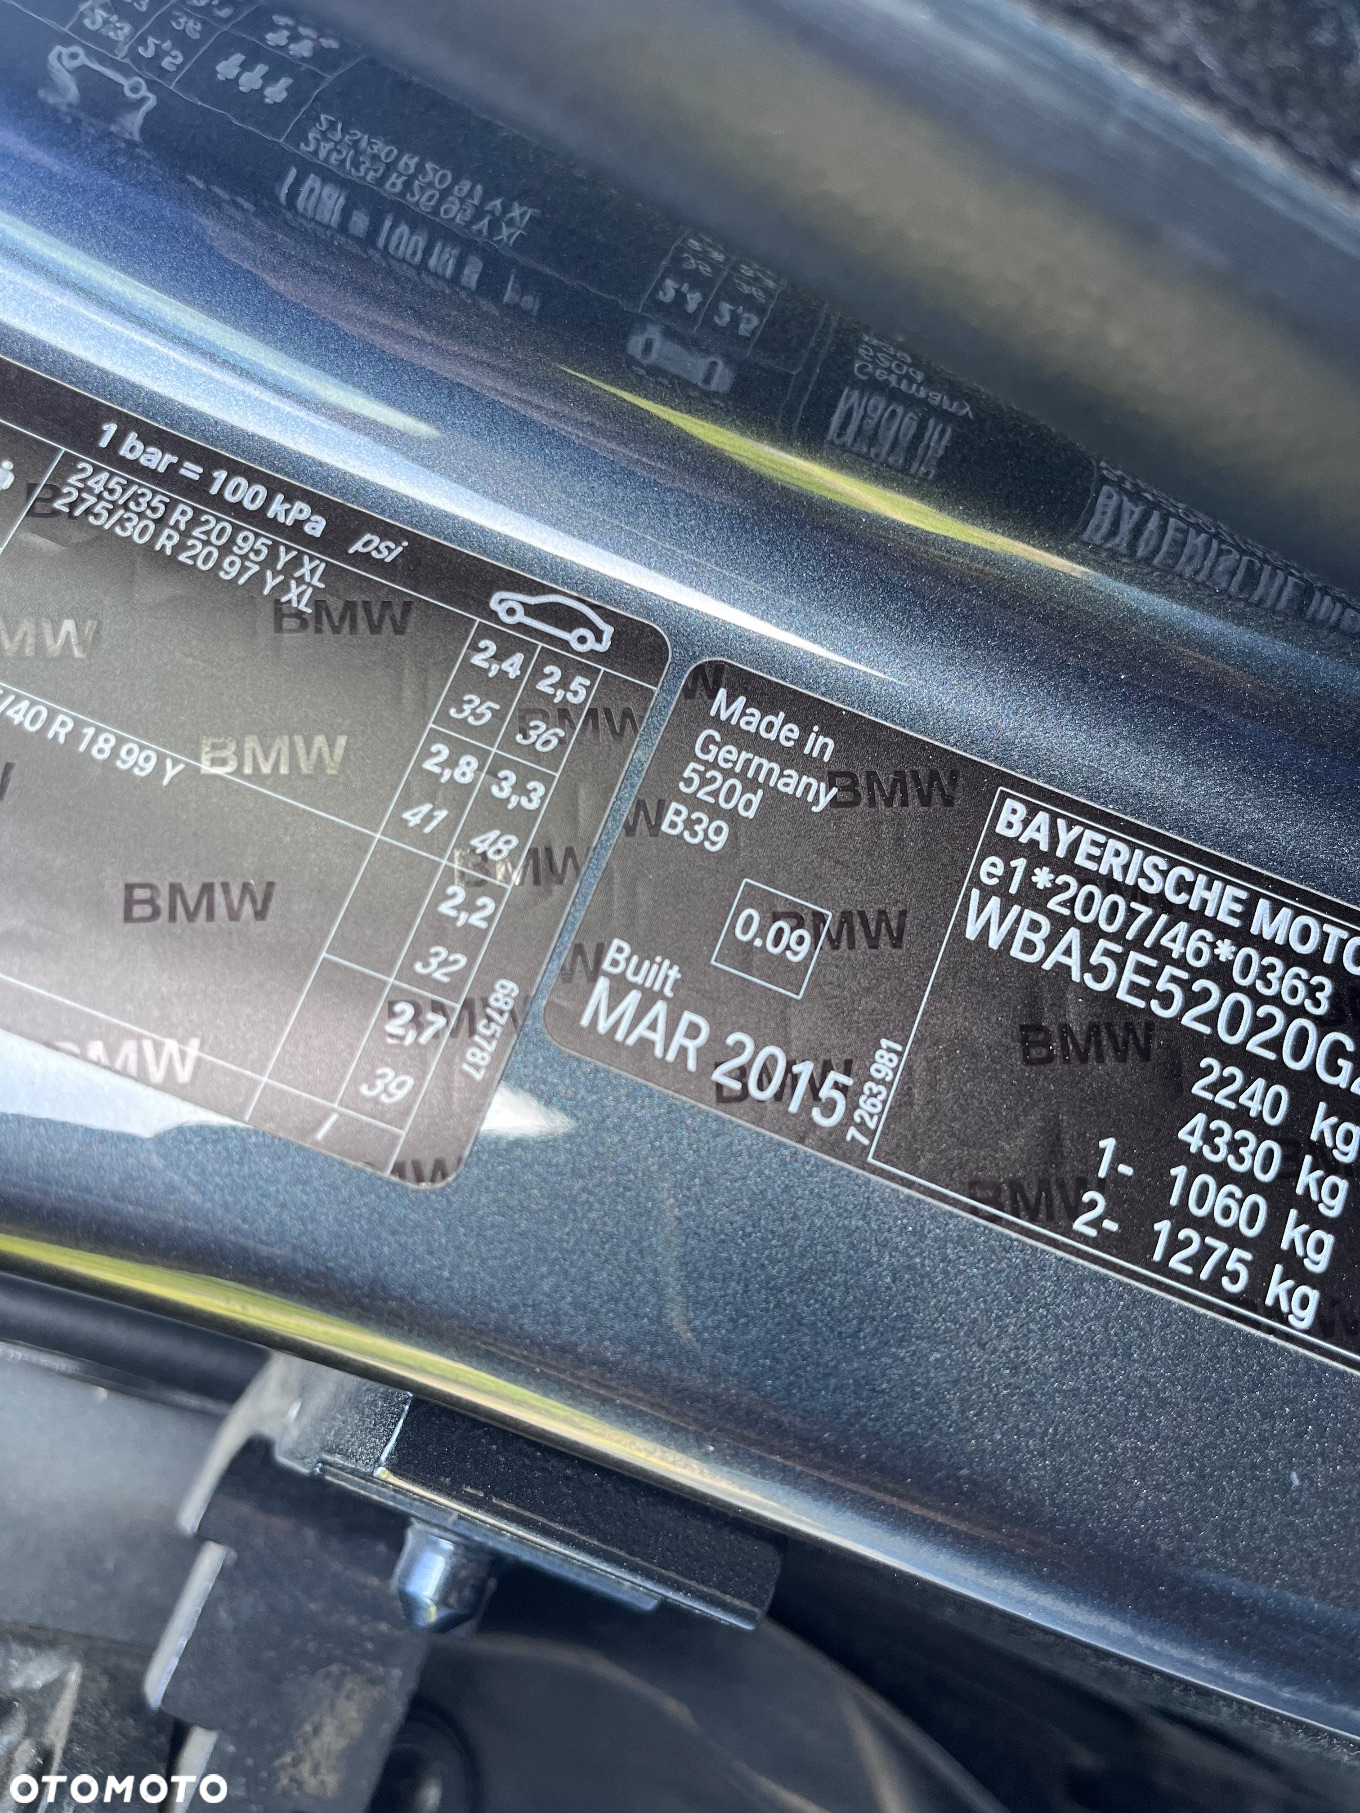 1 bar = 100 kPa psi
245/35 R 20 95 Y XL
275/30 R 20 97 Y XL
2,4 2,5
35 36
/40 R 18 99 Y
2,8 3,3
41 48
2,2
32
2,7
39
6875787
BMW
BMW
BMW
BMW
Made in
Germany
520d
B39
0.09
Built
MAR 2015
7 263 981
BAYERISCHE MOTO
e1*2007/46*0363
WBA5E52020G
2240 kg
4330 kg
1- 1060 kg
2- 1275 kg
OTOMOTO